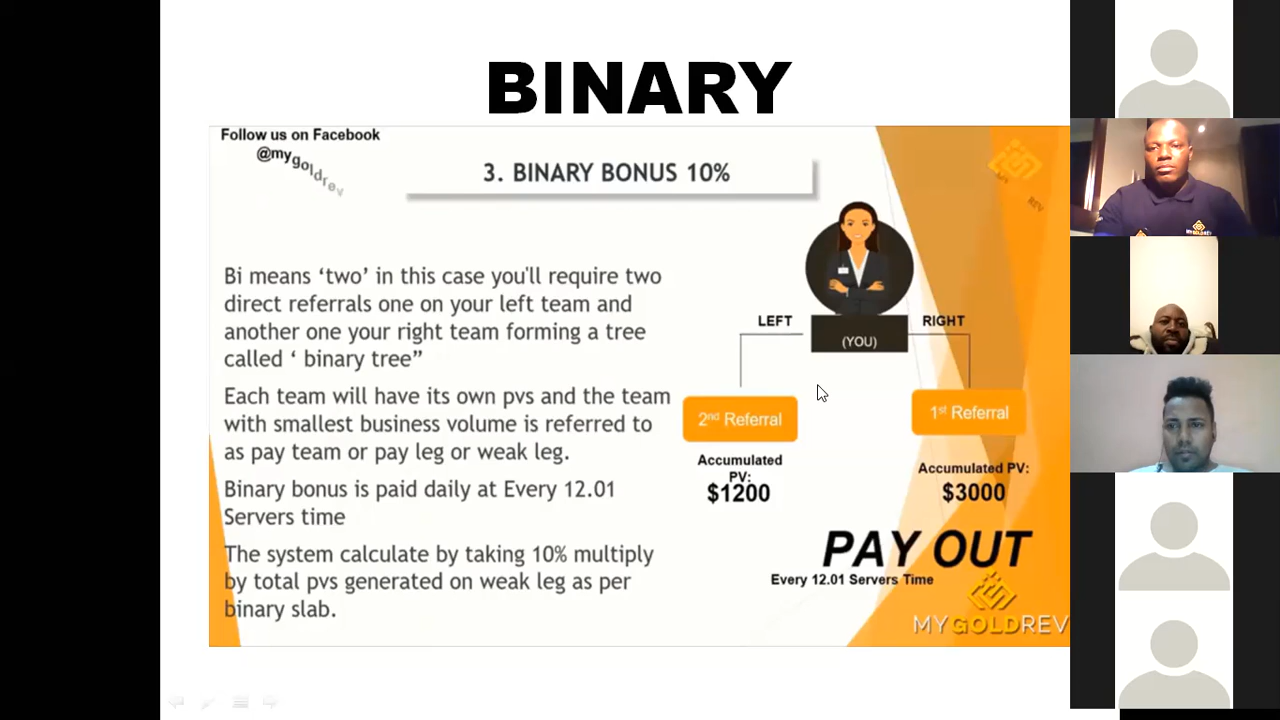 BINARY
Follow us on Facebook
@mygoldrev
3. BINARY BONUS 10%
Bi means ‘two’ in this case you'll require two
direct referrals one on your left team and
another one your right team forming a tree
called ‘ binary tree”
Each team will have its own pvs and the team
with smallest business volume is referred to
as pay team or pay leg or weak leg.
Binary bonus is paid daily at Every 12.01
Servers time
The system calculate by taking 10% multiply
by total pvs generated on weak leg as per
binary slab.
LEFT
RIGHT
(YOU)
2nd Referral
1st Referral
Accumulated
PV:
$1200
Accumulated PV:
$3000
PAY OUT
Every 12.01 Servers Time
MYGOLDREV
REV
MYGOLDREV